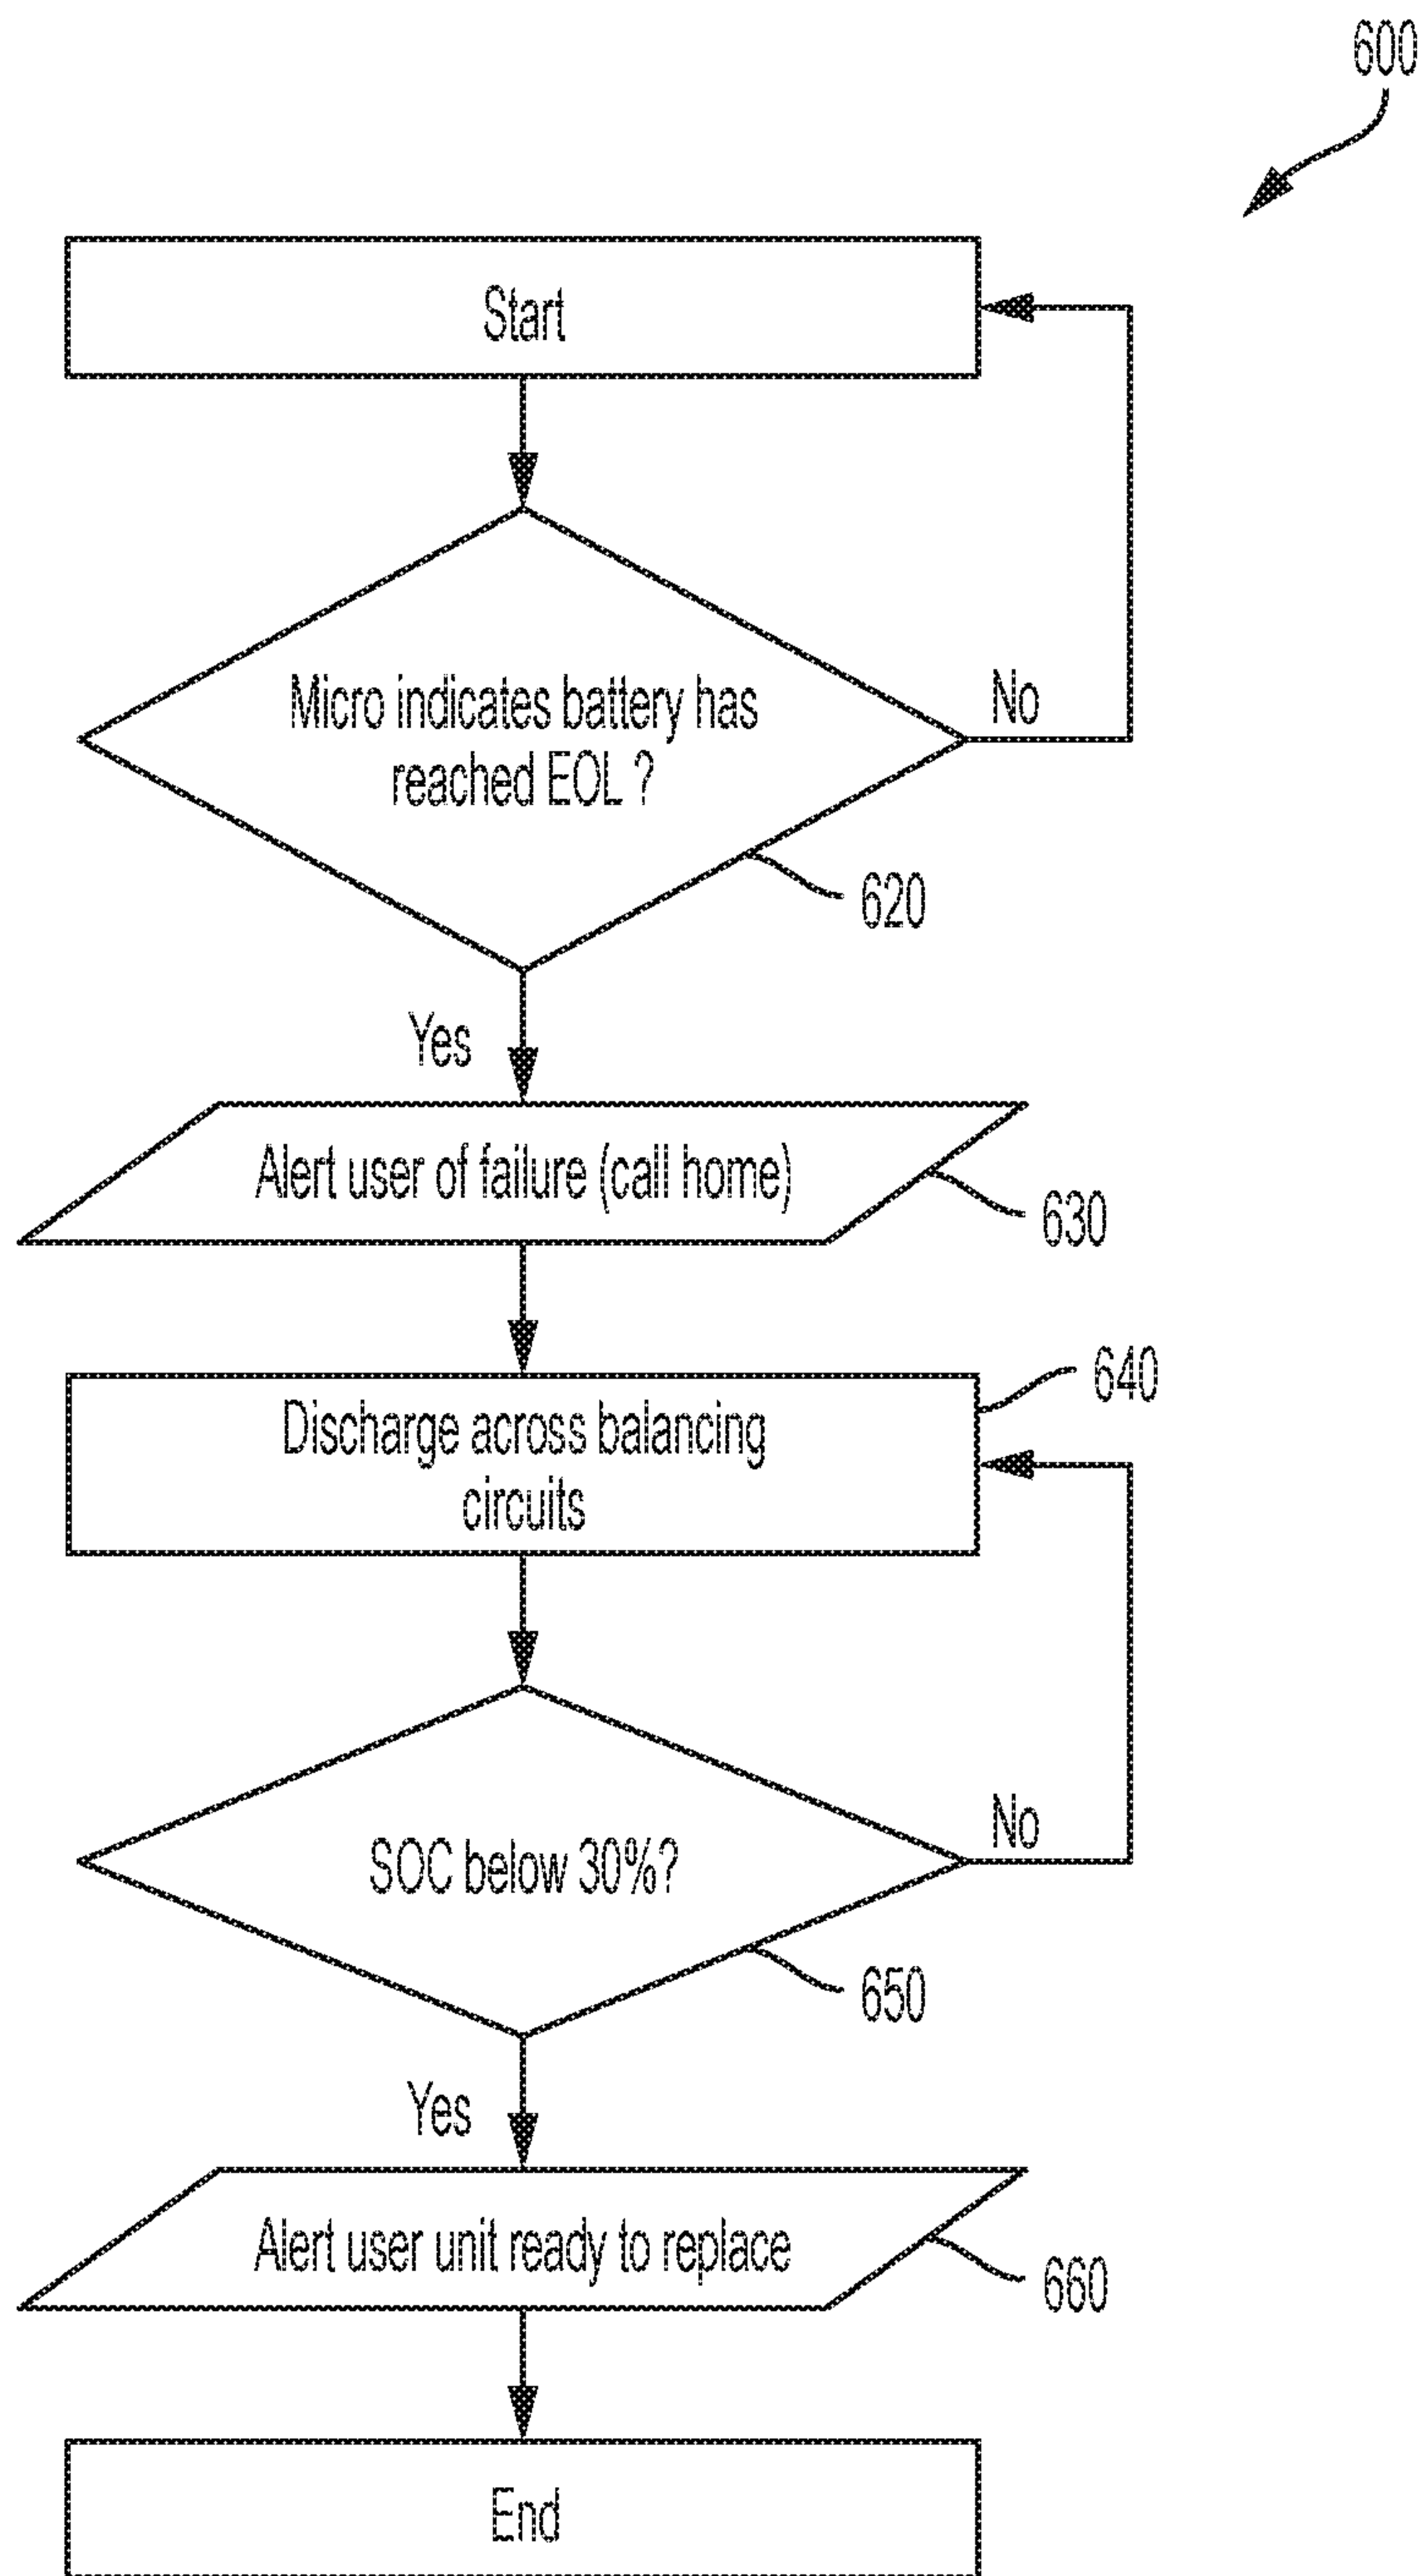 600
Start
Micro indicates battery has
reached EOL ?
No
620
Yes
Alert user of failure (call home)
630
640
Discharge across balancing
circuits
SOC below 30%?
No
650
Yes
Alert user unit ready to replace
660
End